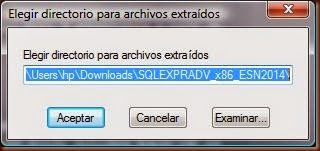 Elegir directorio para archivos extraídos
Elegir directorio para archivos extraídos
\Users\hp\Downloads\SQLEXPRADV_x86_ESN2014\
Aceptar
Cancelar
Examinar...